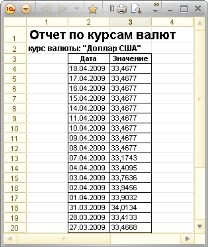 1 2 3 4
1 Отчет по курсам валют
2 курс валюты: "Доллар США"
3 Дата Значение
4 18.04.2009 33,4677
5 17.04.2009 33,4677
6 16.04.2009 33,4677
7 15.04.2009 33,4677
8 14.04.2009 33,4677
9 11.04.2009 33,4677
10 10.04.2009 33,4677
11 09.04.2009 33,4677
12 08.04.2009 33,4677
13 07.04.2009 33,1743
14 04.04.2009 33,4095
15 03.04.2009 33,7636
16 02.04.2009 33,9456
17 01.04.2009 33,9032
18 31.03.2009 34,0134
19 28.03.2009 33,4133
20 27.03.2009 33,4668